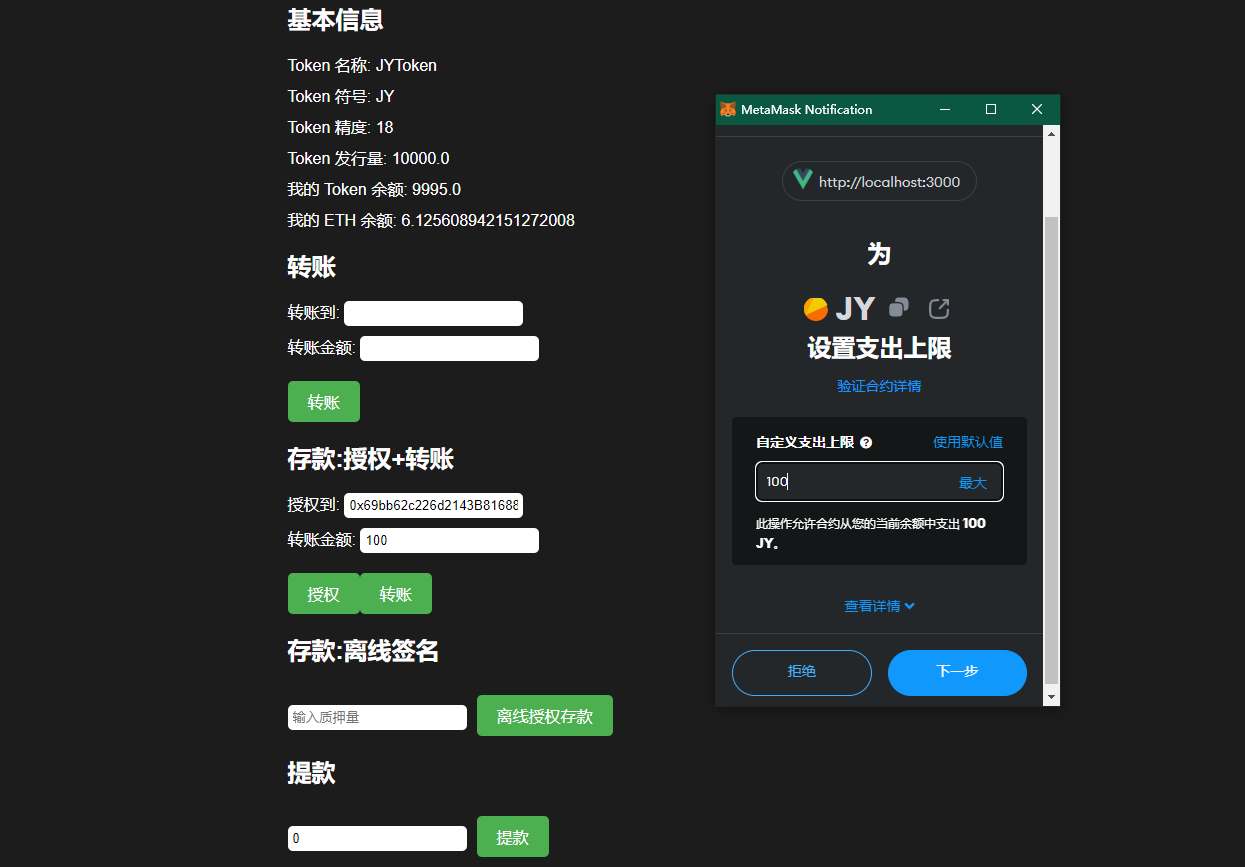 基本信息
Token 名称: JYToken
Token 符号: JY
Token 精度: 18
Token 发行量: 10000.0
我的 Token 余额: 9995.0
我的 ETH 余额: 6.125608942151272008
转账
转账到:
转账金额:
转账
存款:授权+转账
授权到: 0x69bb62c226d2143B81688
转账金额: 100
授权 转账
存款:离线签名
输入质押量 离线授权存款
提款
0 提款
MetaMask Notification
http://localhost:3000
为
JY
设置支出上限
验证合约详情
自定义支出上限 使用默认值
100 最大
此操作允许合约从您的当前余额中支出 100
JY。
查看详情
拒绝 下一步